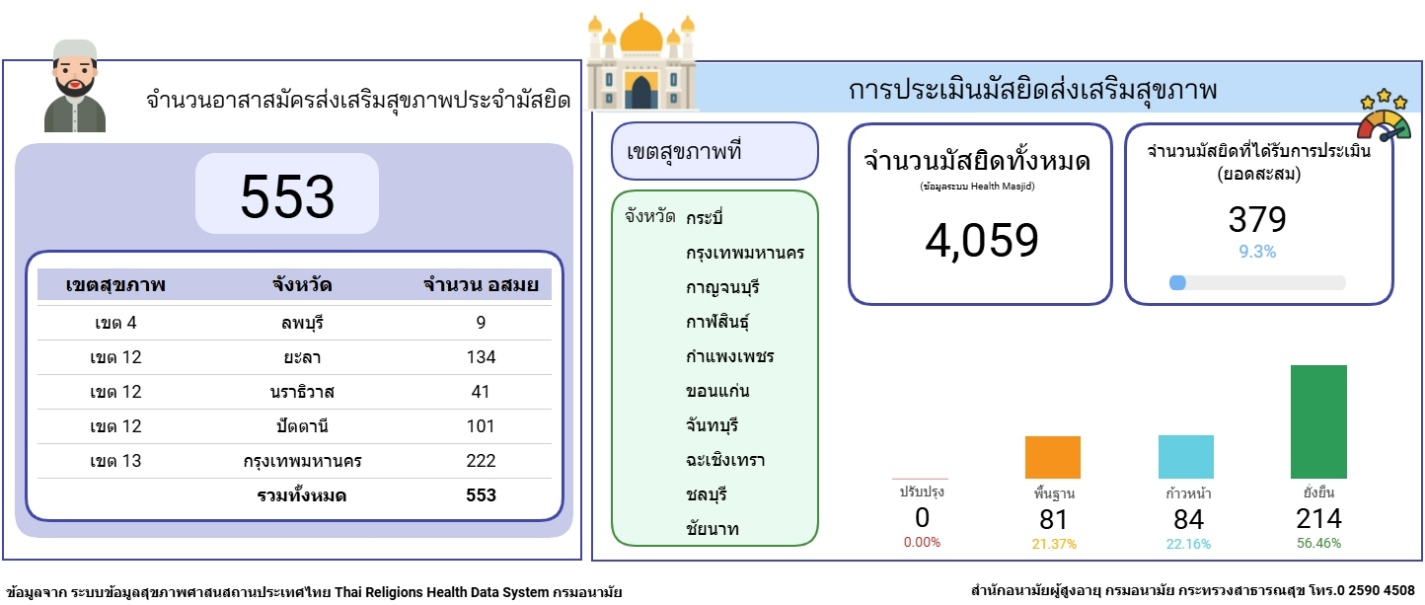 จำนวนอาสาสมัครส่งเสริมสุขภาพประจำมัสยิด
553
เขตสุขภาพ จังหวัด จำนวน อสมย
เขต 4 ลพบุรี 9
เขต 12 ยะลา 134
เขต 12 นราธิวาส 41
เขต 12 ปัตตานี 101
เขต 13 กรุงเทพมหานคร 222
รวมทั้งหมด 553
การประเมินมัสยิดส่งเสริมสุขภาพ
เขตสุขภาพที่
จังหวัด กระบี่
กรุงเทพมหานคร
กาญจนบุรี
กาฬสินธุ์
กำแพงเพชร
ขอนแก่น
จันทบุรี
ฉะเชิงเทรา
ชลบุรี
ชัยนาท
จำนวนมัสยิดทั้งหมด
(ข้อมูลระบบ Health Masjid)
4,059
จำนวนมัสยิดที่ได้รับการประเมิน
(ยอดสะสม)
379
9.3%
ปรับปรุง พื้นฐาน ก้าวหน้า ยั่งยืน
0 81 84 214
0.00% 21.37% 22.16% 56.46%
ข้อมูลจาก ระบบข้อมูลสุขภาพศาสนสถานประเทศไทย Thai Religions Health Data System กรมอนามัย
สำนักอนามัยผู้สูงอายุ กรมอนามัย กระทรวงสาธารณสุข โทร.0 2590 4508